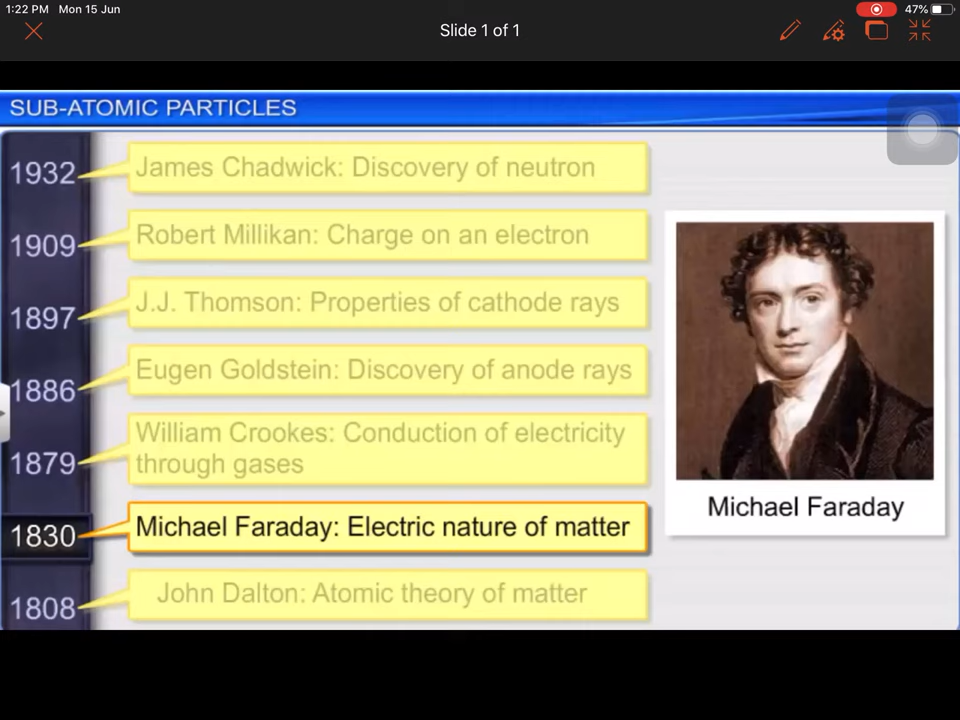 1:22 PM Mon 15 Jun
47%
Slide 1 of 1
SUB-ATOMIC PARTICLES
1932 James Chadwick: Discovery of neutron
1909 Robert Millikan: Charge on an electron
1897 J.J. Thomson: Properties of cathode rays
1886 Eugen Goldstein: Discovery of anode rays
1879 William Crookes: Conduction of electricity
through gases
1830 Michael Faraday: Electric nature of matter
1808 John Dalton: Atomic theory of matter
Michael Faraday